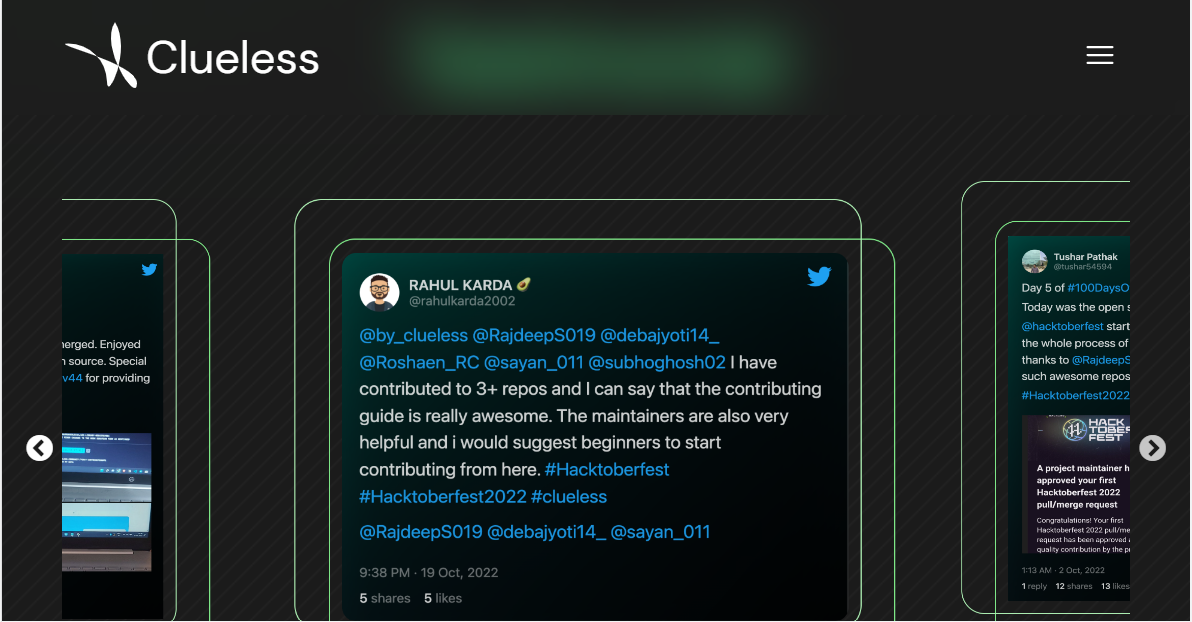 Clueless
nerged. Enjoyed
n source. Special
v44 for providing
RAHUL KARDA 🥑
@rahulkarda2002
@by_clueless @RajdeepS019 @debajyoti14_
@Roshaen_RC @sayan_011 @subhoghosh02 I have
contributed to 3+ repos and I can say that the contributing
guide is really awesome. The maintainers are also very
helpful and i would suggest beginners to start
contributing from here. #Hacktoberfest
#Hacktoberfest2022 #clueless
@RajdeepS019 @debajyoti14_ @sayan_011
9:38 PM · 19 Oct, 2022
5 shares 5 likes
Tushar Pathak
@tushar54594
Day 5 of #100DaysO
Today was the open s
@hacktoberfest start
the whole process of
thanks to @RajdeepS
such awesome repos
#Hacktoberfest2022
HACK
TOBER
FEST
A project maintainer h
approved your first
Hacktoberfest 2022
pull/merge request
Congratulations! Your first
Hacktoberfest 2022 pull/me
request has been approved a
quality contribution by the pr
1:13 AM · 2 Oct, 2022
1 reply 12 shares 13 likes